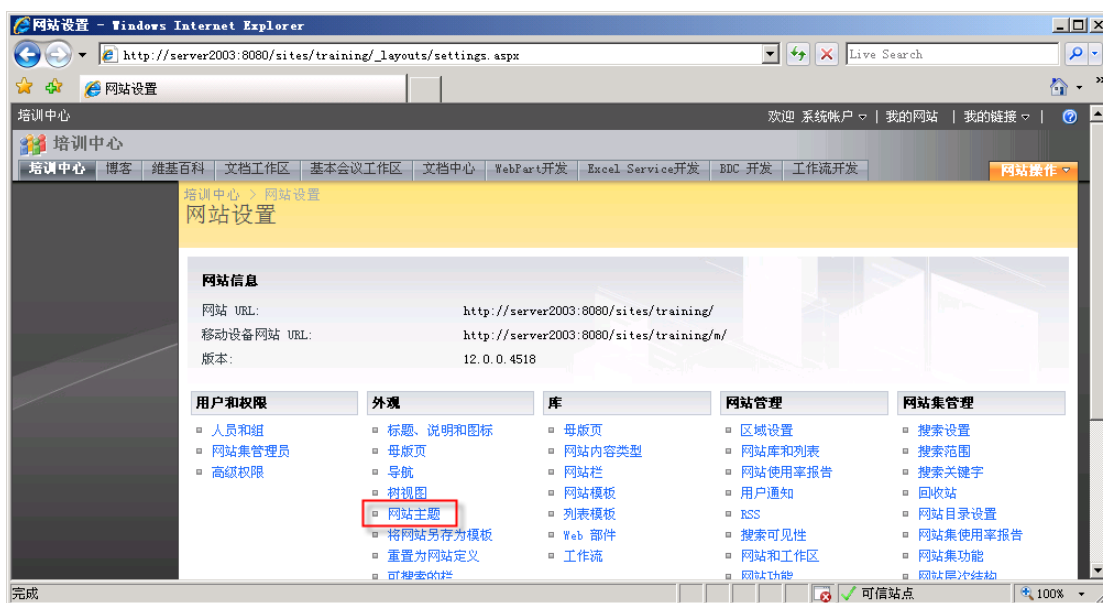 网站设置 - Windows Internet Explorer
http://server2003:8080/sites/training/_layouts/settings.aspx
Live Search
网站设置
培训中心
欢迎 系统帐户 | 我的网站 | 我的链接 |
培训中心
培训中心 博客 维基百科 文档工作区 基本会议工作区 文档中心 WebPart开发 Excel Service开发 BDC 开发 工作流开发 网站操作
培训中心 > 网站设置
网站设置
网站信息
网站 URL: http://server2003:8080/sites/training/
移动设备网站 URL: http://server2003:8080/sites/training/m/
版本: 12.0.0.4518
用户和权限 外观 库 网站管理 网站集管理
人员和组 标题、说明和图标 母版页 区域设置 搜索设置
网站集管理员 母版页 网站内容类型 网站库和列表 搜索范围
高级权限 导航 网站栏 网站使用率报告 搜索关键字
树视图 网站模板 用户通知 回收站
网站主题 列表模板 RSS 网站目录设置
将网站另存为模板 Web 部件 搜索可见性 网站集使用率报告
重置为网站定义 工作流 网站和工作区 网站集功能
可搜索的栏 网站功能 网站层次结构
完成 可信站点 100%